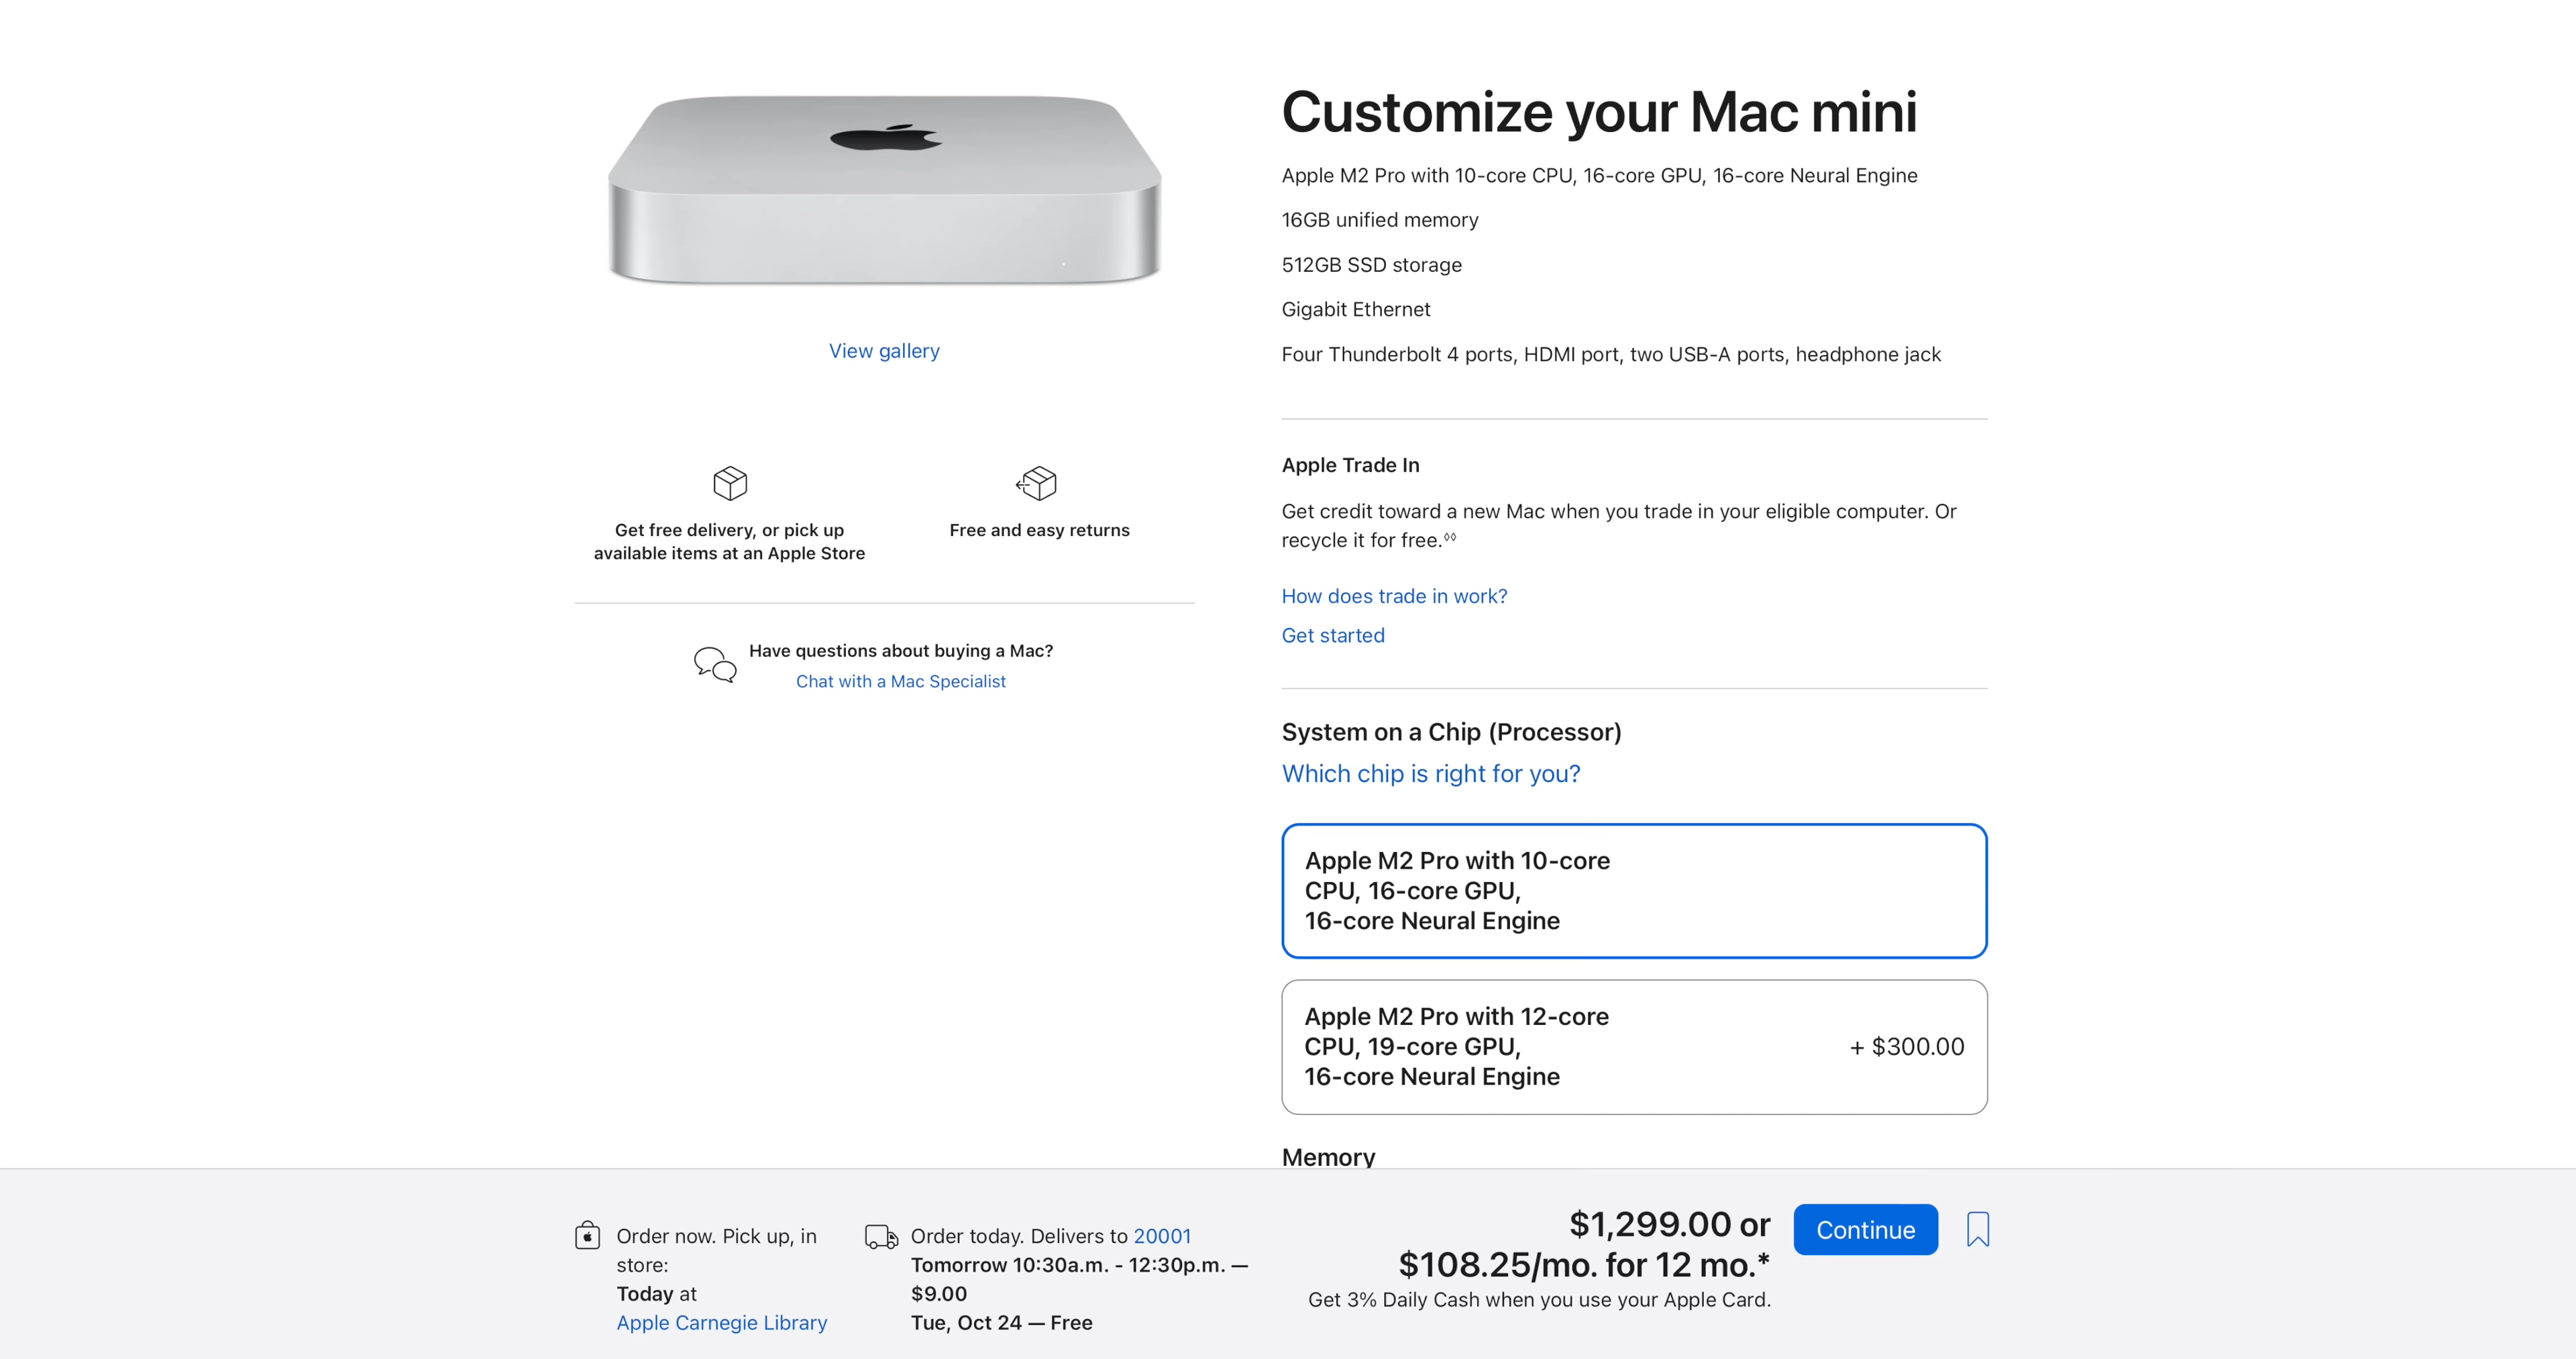 View gallery
Get free delivery, or pick up
available items at an Apple Store
Free and easy returns
Have questions about buying a Mac?
Chat with a Mac Specialist
Customize your Mac mini
Apple M2 Pro with 10-core CPU, 16-core GPU, 16-core Neural Engine
16GB unified memory
512GB SSD storage
Gigabit Ethernet
Four Thunderbolt 4 ports, HDMI port, two USB-A ports, headphone jack
Apple Trade In
Get credit toward a new Mac when you trade in your eligible computer. Or
recycle it for free.◊◊
How does trade in work?
Get started
System on a Chip (Processor)
Which chip is right for you?
Apple M2 Pro with 10-core
CPU, 16-core GPU,
16-core Neural Engine
Apple M2 Pro with 12-core
CPU, 19-core GPU,
16-core Neural Engine
+ $300.00
Memory
Order now. Pick up, in
store:
Today at
Apple Carnegie Library
Order today. Delivers to 20001
Tomorrow 10:30a.m. - 12:30p.m. —
$9.00
Tue, Oct 24 — Free
$1,299.00 or
$108.25/mo. for 12 mo.*
Get 3% Daily Cash when you use your Apple Card.
Continue